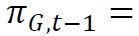 π_{G,t−1} =